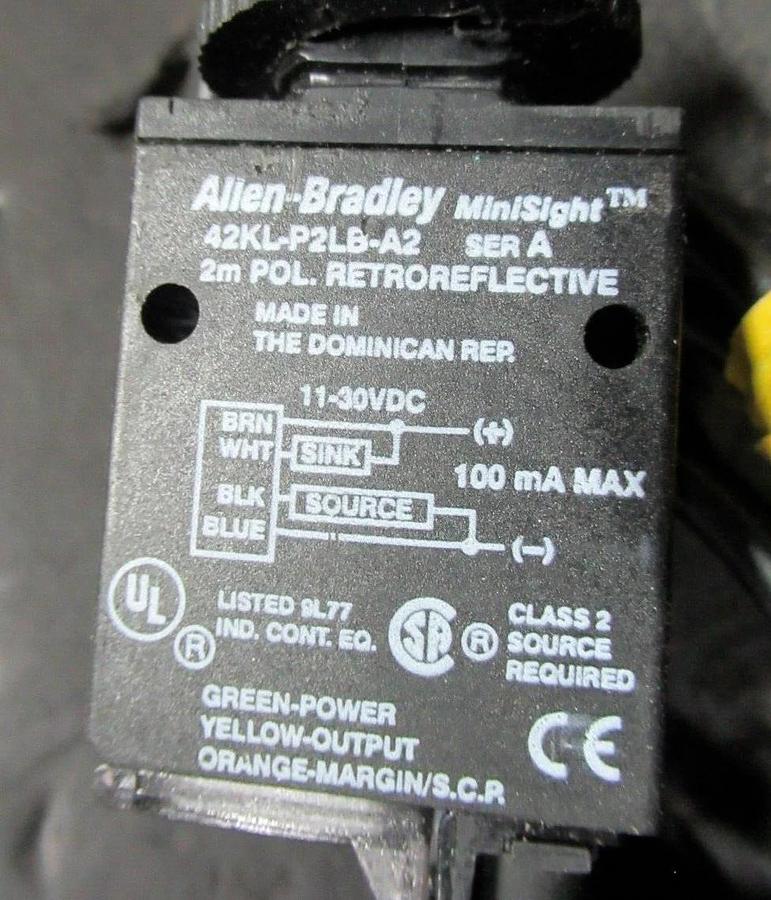 Allen-Bradley MiniSight™
42KL-P2LB-A2 SER A
2m POL. RETROREFLECTIVE
MADE IN
THE DOMINICAN REP.
11-30VDC
BRN (+)
WHT SINK
100 mA MAX
BLK SOURCE
BLUE (-)
UL ®
LISTED 9L77
IND. CONT. EQ.
SA ®
CLASS 2
SOURCE
REQUIRED
GREEN-POWER
YELLOW-OUTPUT
ORANGE-MARGIN/S.C.P.
CE